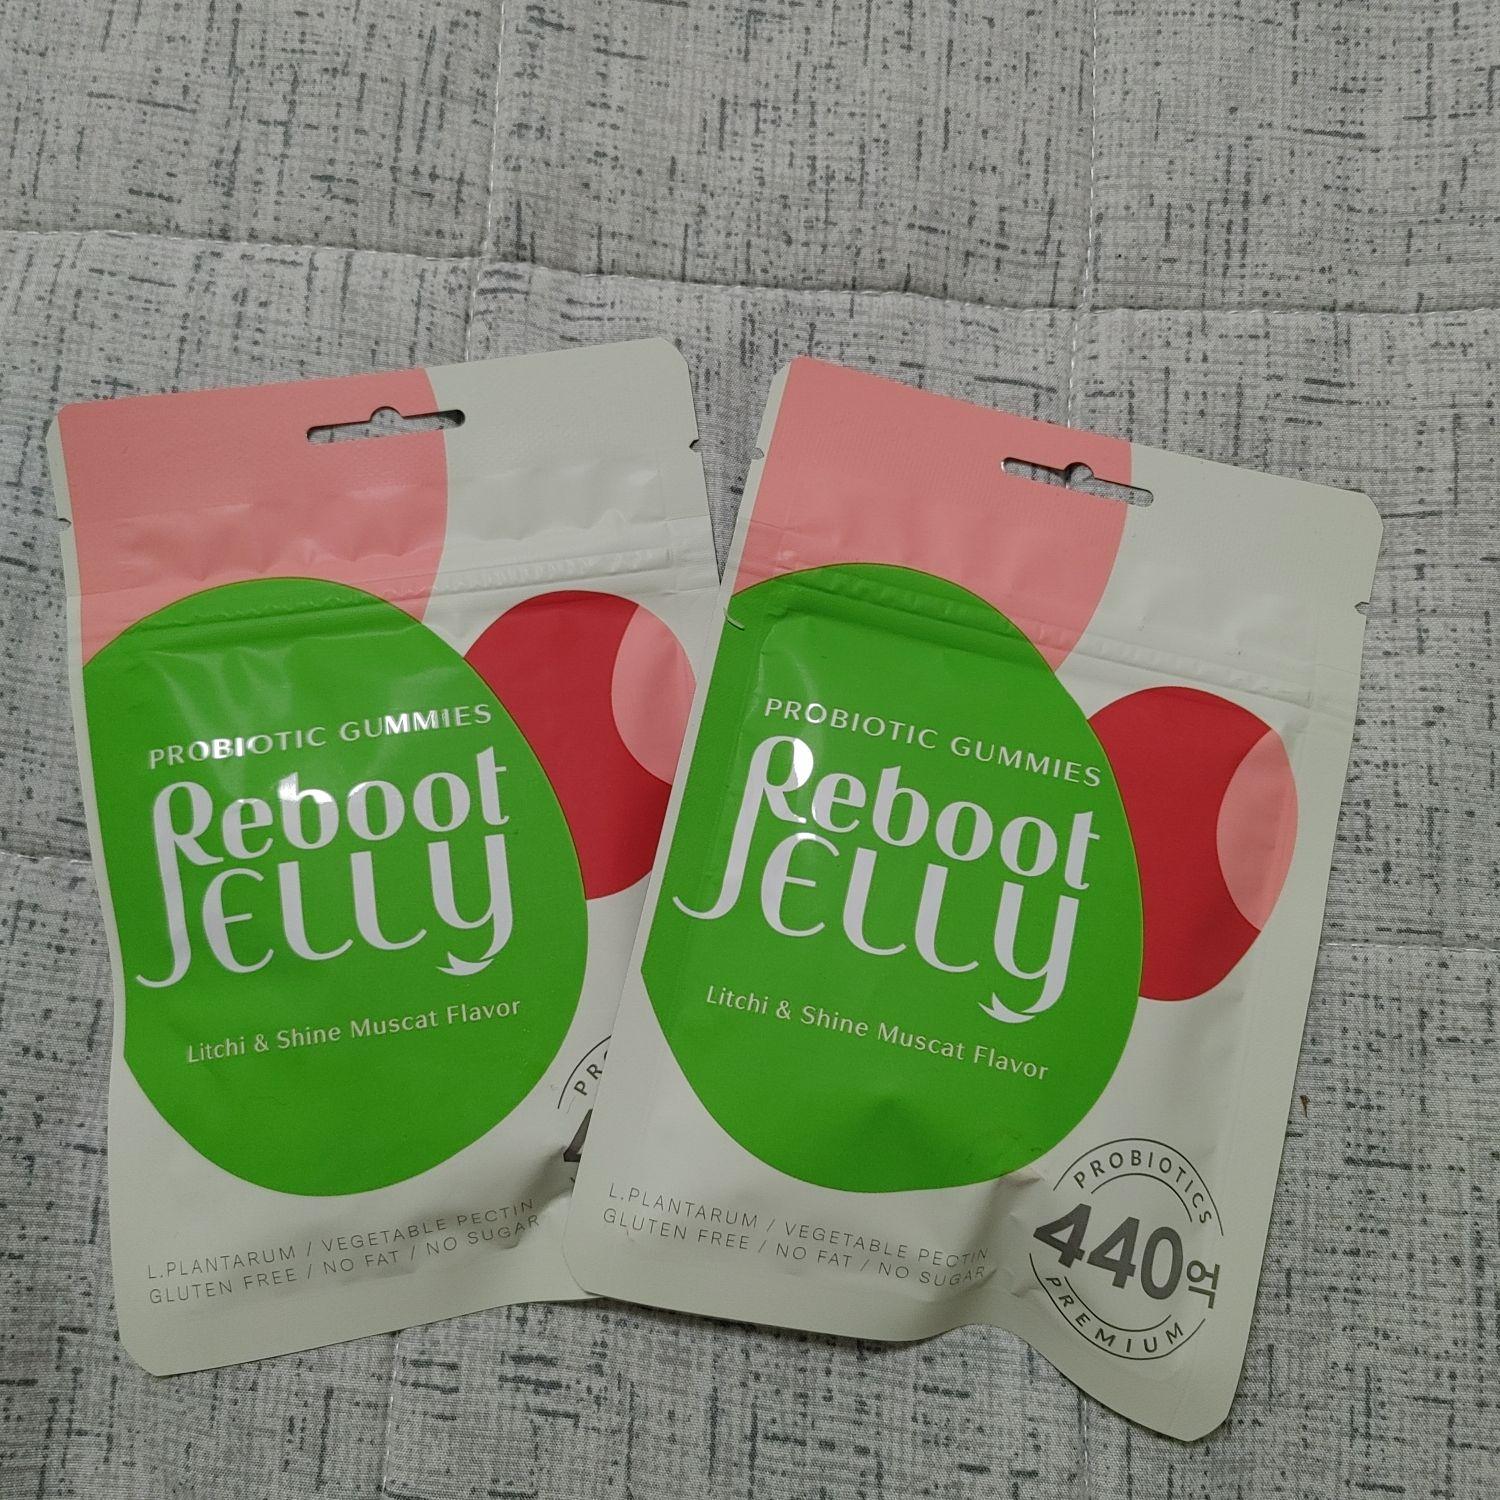 PROBIOTIC GUMMIES
Reboot
JELLY
Litchi & Shine Muscat Flavor
L.PLANTARUM / VEGETABLE PECTIN
GLUTEN FREE / NO FAT / NO SUGAR
PROBIOTIC GUMMIES
Reboot
JELLY
Litchi & Shine Muscat Flavor
L.PLANTARUM / VEGETABLE PECTIN
GLUTEN FREE / NO FAT / NO SUGAR
PROBIOTICS
440억
PREMIUM